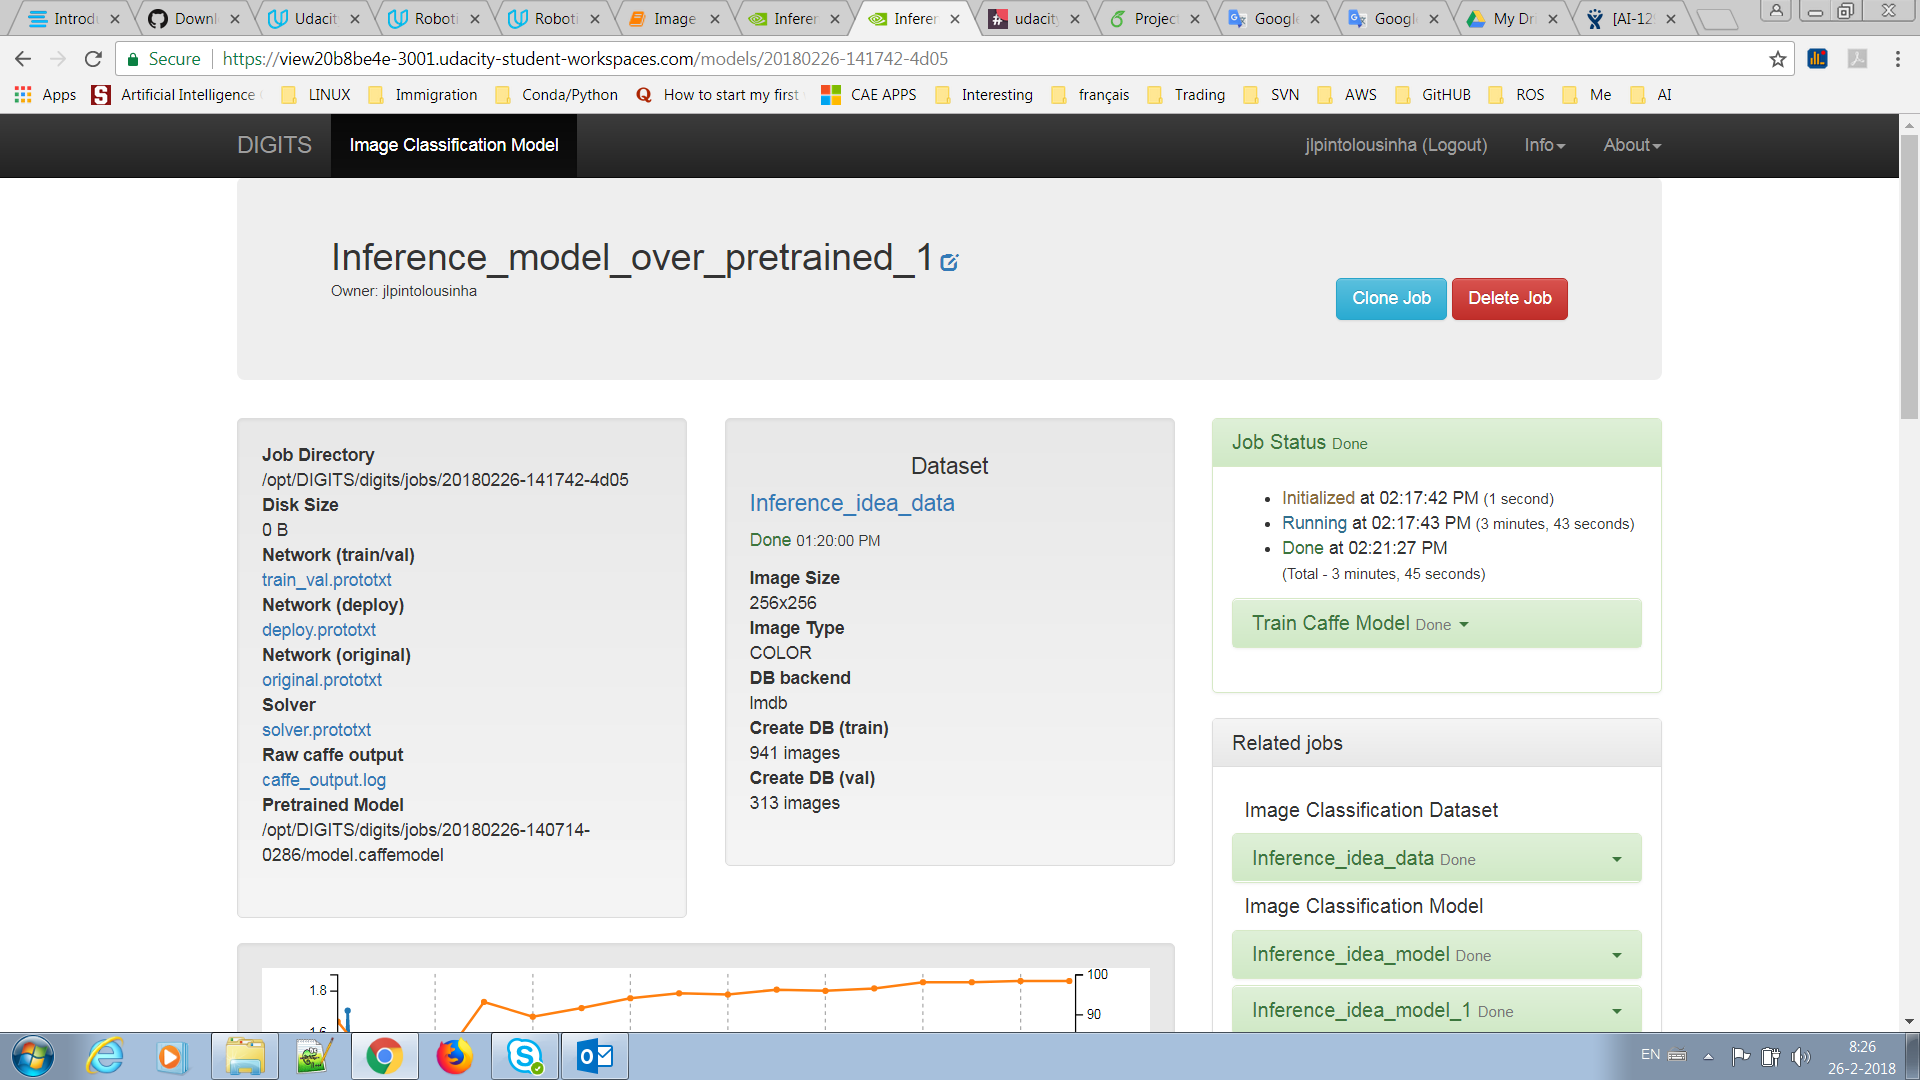 Introdu
Downl
Udacit
Roboti
Roboti
Image
Inferen
Inferen
udacity
Project
Google
Google
My Dri
[AI-125
Secure https://view20b8be4e-3001.udacity-student-workspaces.com/models/20180226-141742-4d05
Apps Artificial Intelligence LINUX Immigration Conda/Python How to start my first CAE APPS Interesting français Trading SVN AWS GitHUB ROS Me AI
DIGITS Image Classification Model jlpintolousinha (Logout) Info About
Inference_model_over_pretrained_1
Owner: jlpintolousinha
Clone Job Delete Job
Job Directory
/opt/DIGITS/digits/jobs/20180226-141742-4d05
Disk Size
0 B
Network (train/val)
train_val.prototxt
Network (deploy)
deploy.prototxt
Network (original)
original.prototxt
Solver
solver.prototxt
Raw caffe output
caffe_output.log
Pretrained Model
/opt/DIGITS/digits/jobs/20180226-140714-
0286/model.caffemodel
Dataset
Inference_idea_data
Done 01:20:00 PM
Image Size
256x256
Image Type
COLOR
DB backend
lmdb
Create DB (train)
941 images
Create DB (val)
313 images
Job Status Done
Initialized at 02:17:42 PM (1 second)
Running at 02:17:43 PM (3 minutes, 43 seconds)
Done at 02:21:27 PM
(Total - 3 minutes, 45 seconds)
Train Caffe Model Done
Related jobs
Image Classification Dataset
Inference_idea_data Done
Image Classification Model
Inference_idea_model Done
Inference_idea_model_1 Done
1.8
1.6
100
90
EN
8:26
26-2-2018